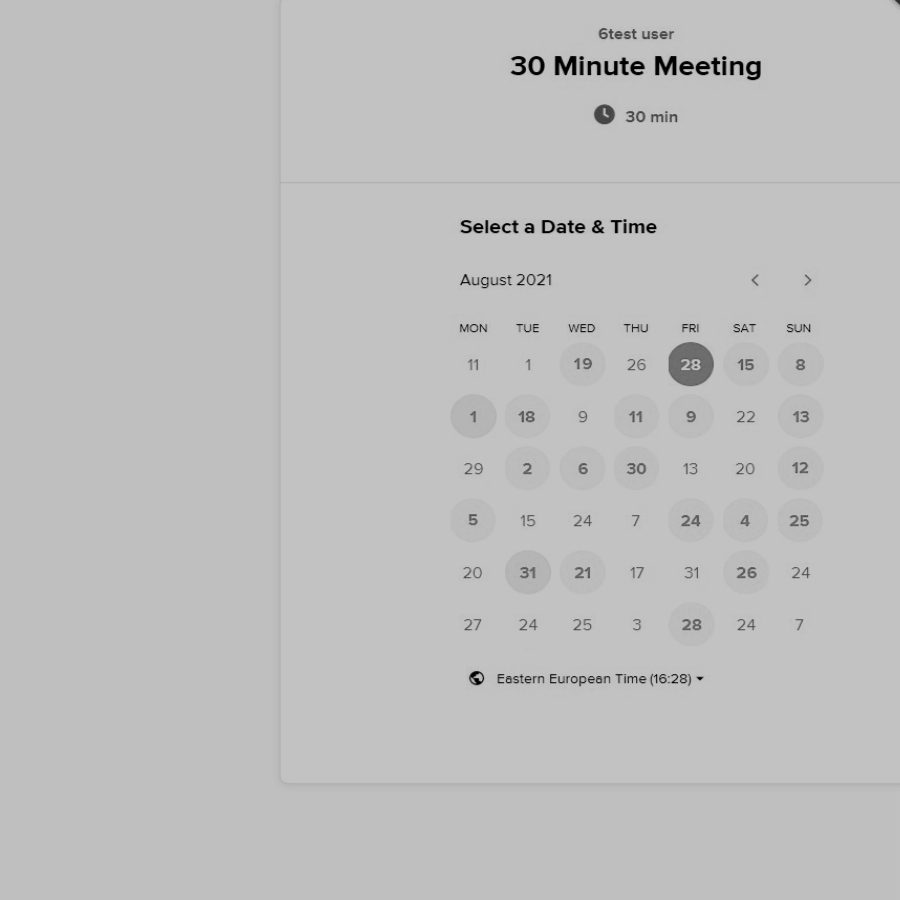 6test user
30 Minute Meeting
30 min
Select a Date & Time
August 2021
MON TUE WED THU FRI SAT SUN
11 1 19 26 28 15 8
1 18 9 11 9 22 13
29 2 6 30 13 20 12
5 15 24 7 24 4 25
20 31 21 17 31 26 24
27 24 25 3 28 24 7
Eastern European Time (16:28)